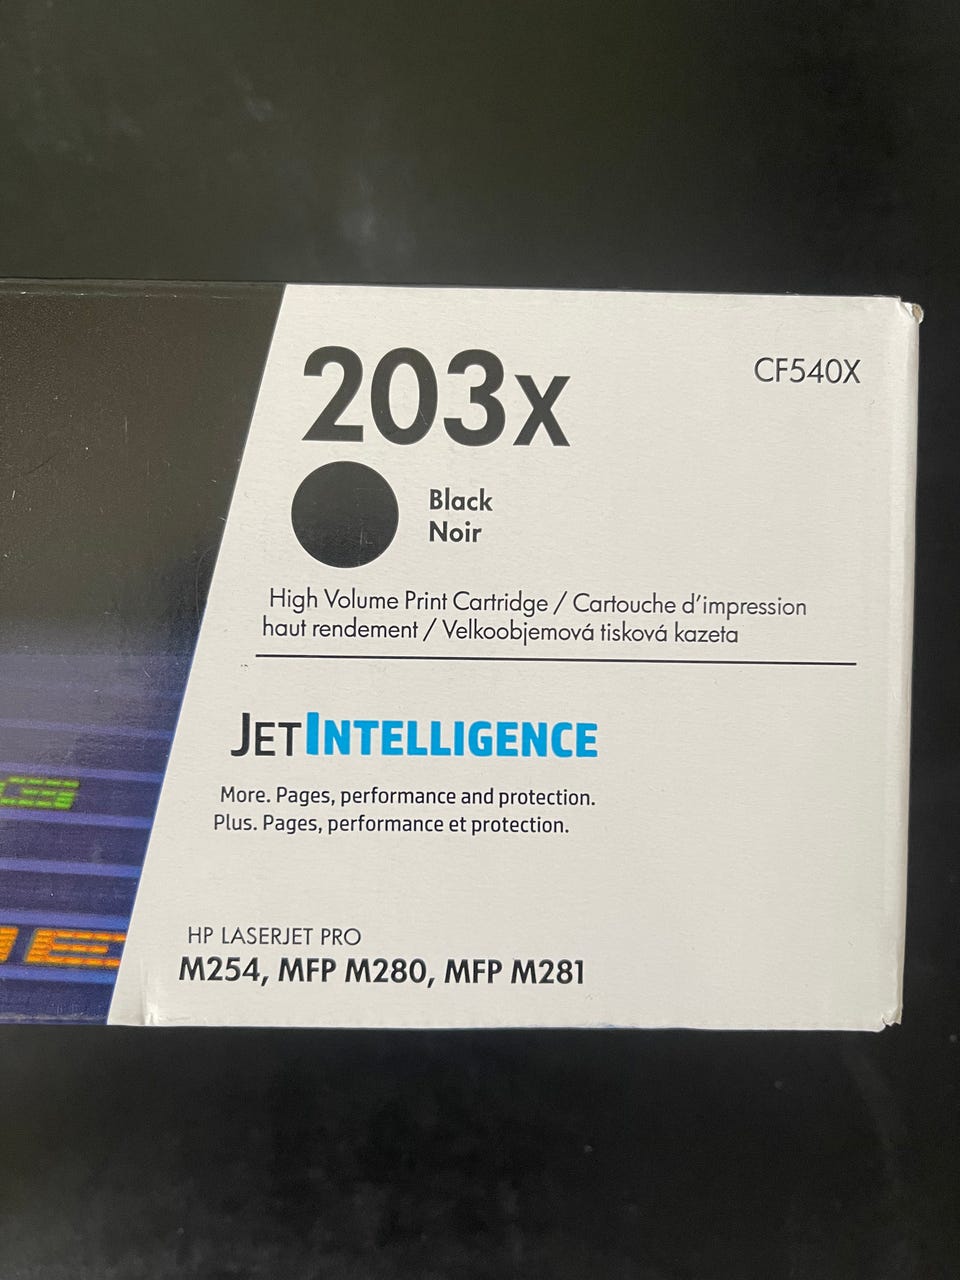 203X
CF540X
Black
Noir
High Volume Print Cartridge / Cartouche d'impression
haut rendement / Velkoobjemová tisková kazeta
JETINTELLIGENCE
More. Pages, performance and protection.
Plus. Pages, performance et protection.
HP LASERJET PRO
M254, MFP M280, MFP M281